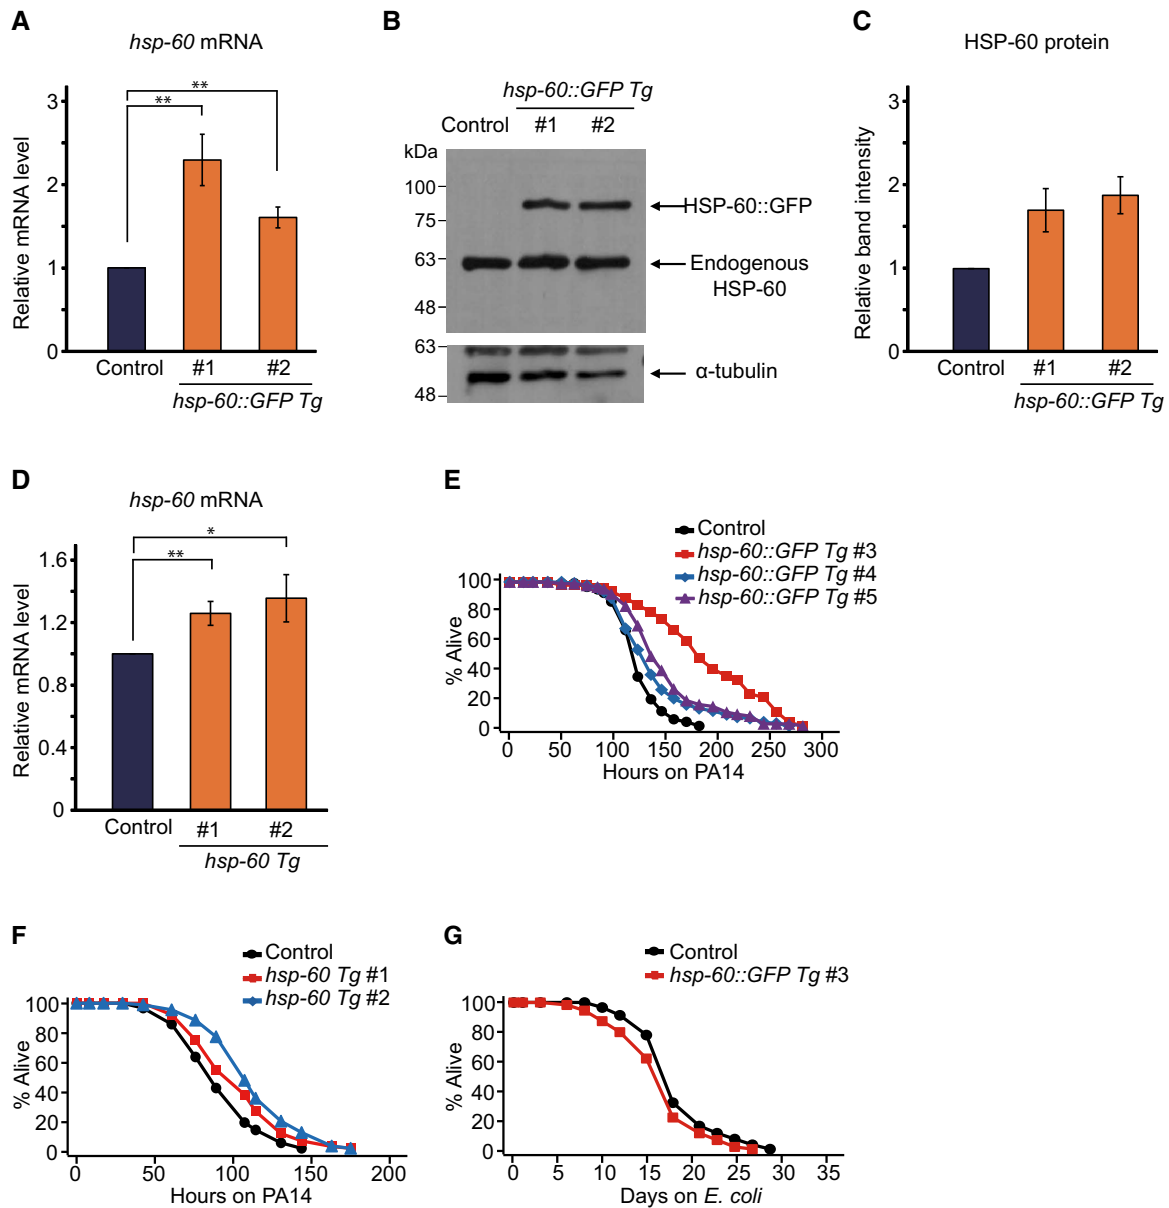 A
hsp-60 mRNA
Relative mRNA level
3
2
1
0
**
**
Control
#1
#2
hsp-60::GFP Tg
B
hsp-60::GFP Tg
Control
#1
#2
kDa
100
75
63
48
63
48
HSP-60::GFP
Endogenous
HSP-60
α-tubulin
C
HSP-60 protein
Relative band intensity
3
2
1
0
Control
#1
#2
hsp-60::GFP Tg
D
hsp-60 mRNA
Relative mRNA level
1.6
1.2
0.8
0.4
0
*
**
Control
#1
#2
hsp-60 Tg
E
Control
hsp-60::GFP Tg #3
hsp-60::GFP Tg #4
hsp-60::GFP Tg #5
% Alive
100
80
60
40
20
0
0 50 100 150 200 250 300
Hours on PA14
F
Control
hsp-60 Tg #1
hsp-60 Tg #2
% Alive
100
80
60
40
20
0
0 50 100 150 200
Hours on PA14
G
Control
hsp-60::GFP Tg #3
% Alive
100
80
60
40
20
0
0 5 10 15 20 25 30 35
Days on E. coli